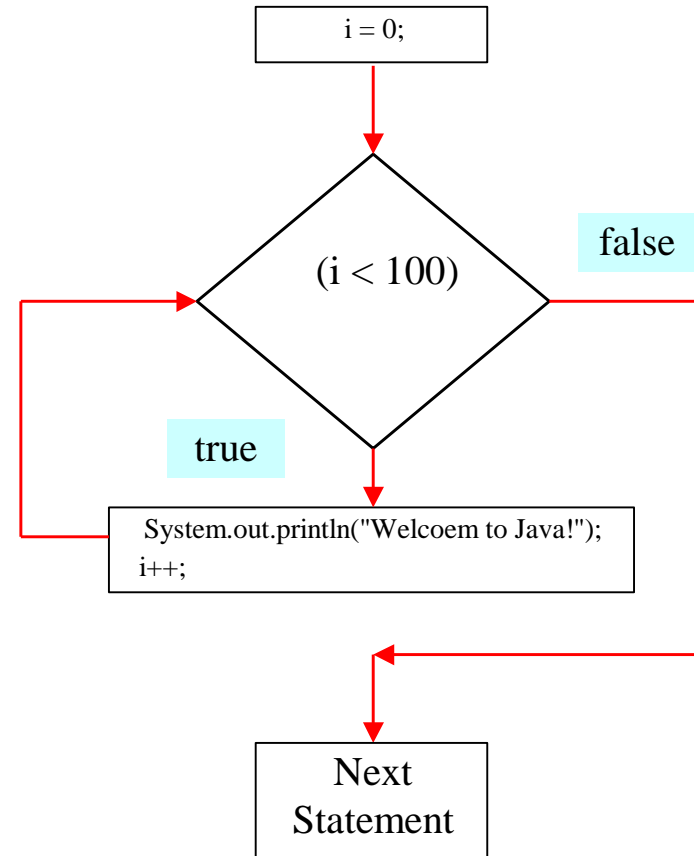 i = 0;
(i < 100)
false
true
System.out.println("Welcoem to Java!");
i++;
Next
Statement